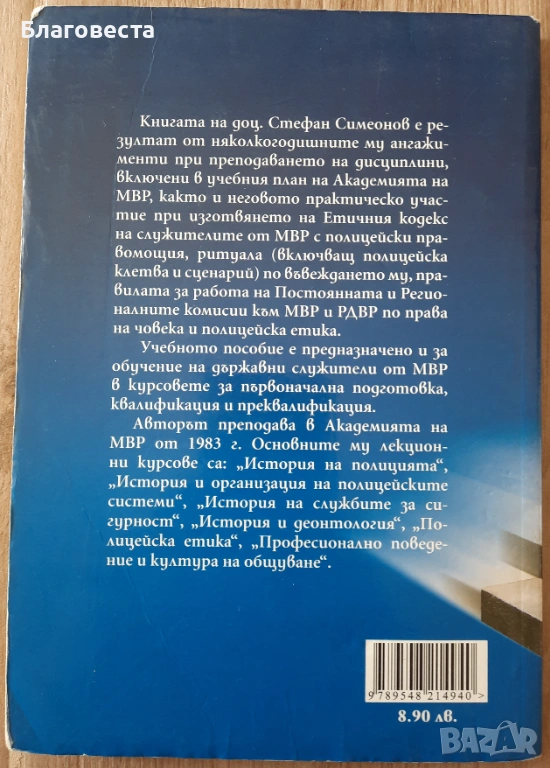 Благовеста
Книгата на доц. Стефан Симеонов е ре-
зултат от няколкогодишните му ангажи-
менти при преподаването на дисциплини,
включени в учебния план на Академията на
МВР, както и неговото практическо учас-
тие при изготвянето на Етичния кодекс
на служителите от МВР с полицейски пра-
вомощия, ритуала (включващ полицейска
клетва и сценарий) по въвеждането му, пра-
вилата за работа на Постоянната и Регио-
налните комисии към МВР и РДВР по права
на човека и полицейска етика.
Учебното пособие е предназначено и за
обучение на държавни служители от МВР
в курсовете за първоначална подготовка,
квалификация и преквалификация.
Авторът преподава в Академията на
МВР от 1983 г. Основните му лекцион-
ни курсове са: „История на полицията“,
„История и организация на полицейските
системи“, „История на службите за си-
гурност“, „История и деонтология“, „По-
лицейска етика“, „Професионално поведе-
ние и култура на общуване“.
9 789548 214940 >
8.90 лв.
BAZAR